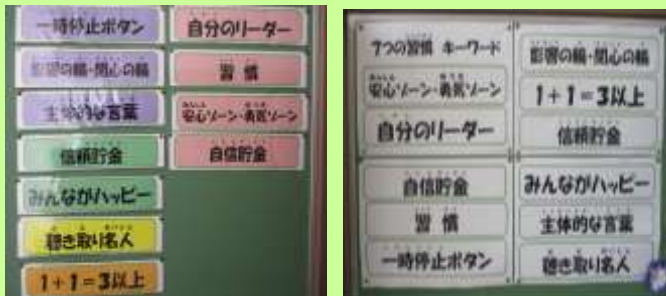 一時停止ボタン
影響の輪・関心の輪
主体的な言葉
信頼貯金
みんながハッピー
聴き取り名人
1+1=3以上
自分のリーダー
習慣
安心ゾーン・勇気ゾーン
自信貯金
7つの習慣 キーワード
安心ゾーン・勇気ゾーン
自分のリーダー
影響の輪・関心の輪
1+1=3以上
信頼貯金
自信貯金
習慣
一時停止ボタン
みんながハッピー
主体的な言葉
聴き取り名人